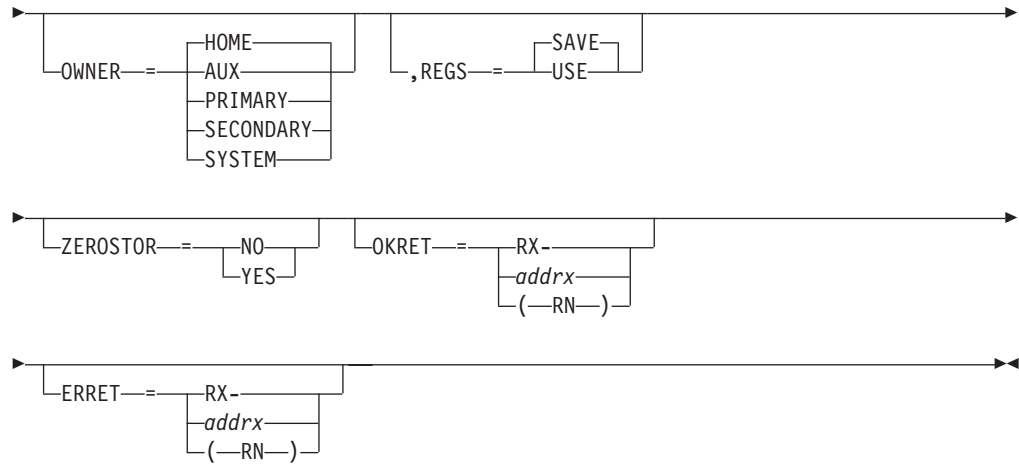 HOME
SAVE
OWNER = AUX ,REGS = USE
PRIMARY
SECONDARY
SYSTEM
ZEROSTOR = NO OKRET = RX-
YES addrx
( RN )
ERRET = RX-
addrx
( RN )